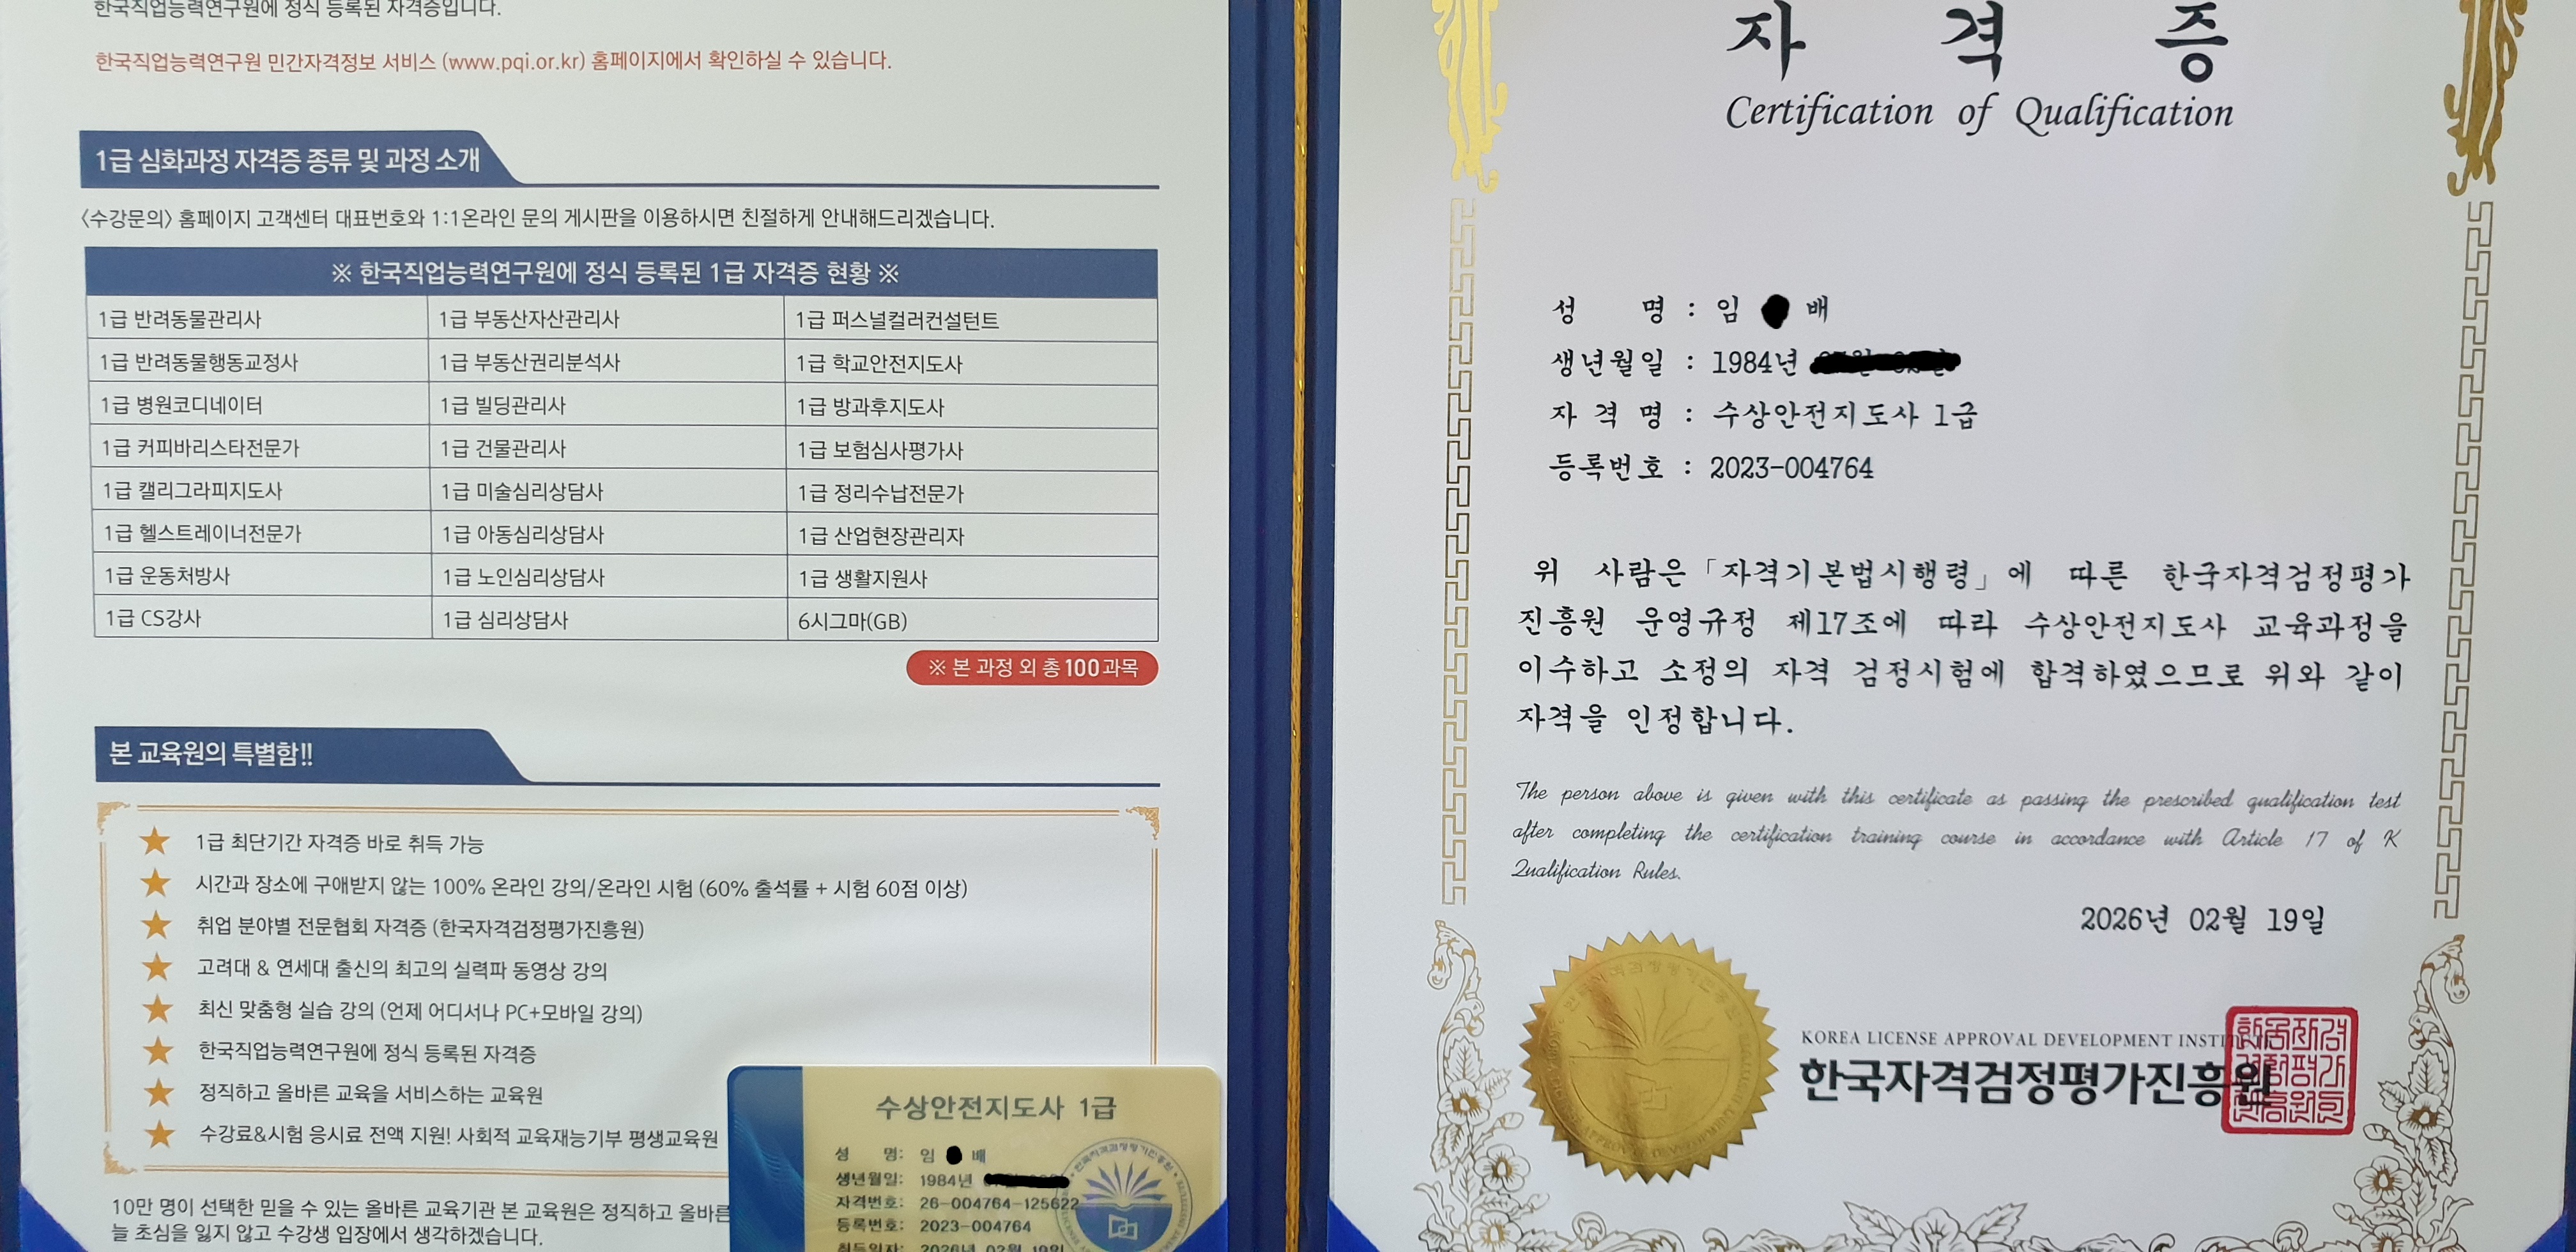 한국직업능력연구원에 정식 등록된 자격증입니다.
한국직업능력연구원 민간자격정보 서비스 (www.pqi.or.kr) 홈페이지에서 확인하실 수 있습니다.
1급 심화과정 자격증 종류 및 과정 소개
〈수강문의〉 홈페이지 고객센터 대표번호와 1:1온라인 문의 게시판을 이용하시면 친절하게 안내해드리겠습니다.
※ 한국직업능력연구원에 정식 등록된 1급 자격증 현황 ※
1급 반려동물관리사 1급 부동산자산관리사 1급 퍼스널컬러컨설턴트
1급 반려동물행동교정사 1급 부동산권리분석사 1급 학교안전지도사
1급 병원코디네이터 1급 빌딩관리사 1급 방과후지도사
1급 커피바리스타전문가 1급 건물관리사 1급 보험심사평가사
1급 캘리그라피지도사 1급 미술심리상담사 1급 정리수납전문가
1급 헬스트레이너전문가 1급 아동심리상담사 1급 산업현장관리자
1급 운동처방사 1급 노인심리상담사 1급 생활지원사
1급 CS강사 1급 심리상담사 6시그마(GB)
※ 본 과정 외 총 100과목
본 교육원의 특별함!!
1급 최단기간 자격증 바로 취득 가능
시간과 장소에 구애받지 않는 100% 온라인 강의/온라인 시험 (60% 출석률 + 시험 60점 이상)
취업 분야별 전문협회 자격증 (한국자격검정평가진흥원)
고려대 & 연세대 출신의 최고의 실력파 동영상 강의
최신 맞춤형 실습 강의 (언제 어디서나 PC+모바일 강의)
한국직업능력연구원에 정식 등록된 자격증
정직하고 올바른 교육을 서비스하는 교육원
수강료&시험 응시료 전액 지원! 사회적 교육재능기부 평생교육원
10만 명이 선택한 믿을 수 있는 올바른 교육기관 본 교육원은 정직하고 올바른
늘 초심을 잃지 않고 수강생 입장에서 생각하겠습니다.
수상안전지도사 1급
성 명: 임 배
생년월일: 1984년
자격번호: 26-004764-125622
등록번호: 2023-004764
취득일자: 2026년 02월 19일
자 격 증
Certification of Qualification
성 명 : 임 배
생년월일 : 1984년
자 격 명 : 수상안전지도사 1급
등록번호 : 2023-004764
위 사람은 「자격기본법시행령」에 따른 한국자격검정평가
진흥원 운영규정 제17조에 따라 수상안전지도사 교육과정을
이수하고 소정의 자격 검정시험에 합격하였으므로 위와 같이
자격을 인정합니다.
The person above is given with this certificate as passing the prescribed qualification test
after completing the certification training course in accordance with Article 17 of K
Qualification Rules.
2026년 02월 19일
KOREA LICENSE APPROVAL DEVELOPMENT INSTITUTE
한국자격검정평가진흥원